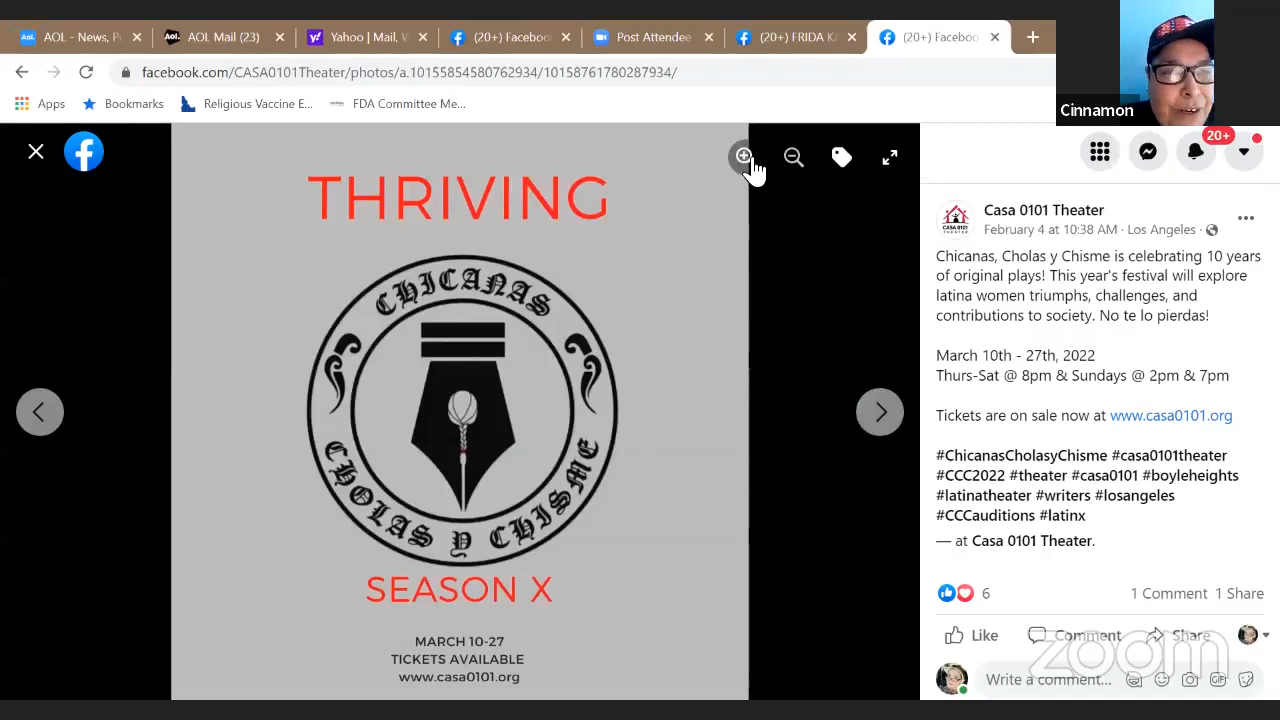 AOL - News, P
AOL Mail (23)
Yahoo | Mail, W
(20+) Faceboo
Post Attendee
(20+) FRIDA KA
(20+) Facebo
facebook.com/CASA0101Theater/photos/a.10155854580762934/10158761780287934/
Apps
Bookmarks
Religious Vaccine E...
FDA Committee Me...
Cinnamon
20+
THRIVING
CHICANAS
CHOLAS Y CHISME
SEASON X
MARCH 10-27
TICKETS AVAILABLE
www.casa0101.org
CASA 0101
THEATER
Casa 0101 Theater
February 4 at 10:38 AM · Los Angeles ·
Chicanas, Cholas y Chisme is celebrating 10 years
of original plays! This year's festival will explore
latina women triumphs, challenges, and
contributions to society. No te lo pierdas!
March 10th - 27th, 2022
Thurs-Sat @ 8pm & Sundays @ 2pm & 7pm
Tickets are on sale now at www.casa0101.org
#ChicanasCholasyChisme #casa0101theater
#CCC2022 #theater #casa0101 #boyleheights
#latinatheater #writers #losangeles
#CCCauditions #latinx
— at Casa 0101 Theater.
6
1 Comment 1 Share
Like
Comment
Share
zoom
Write a comment...
GIF